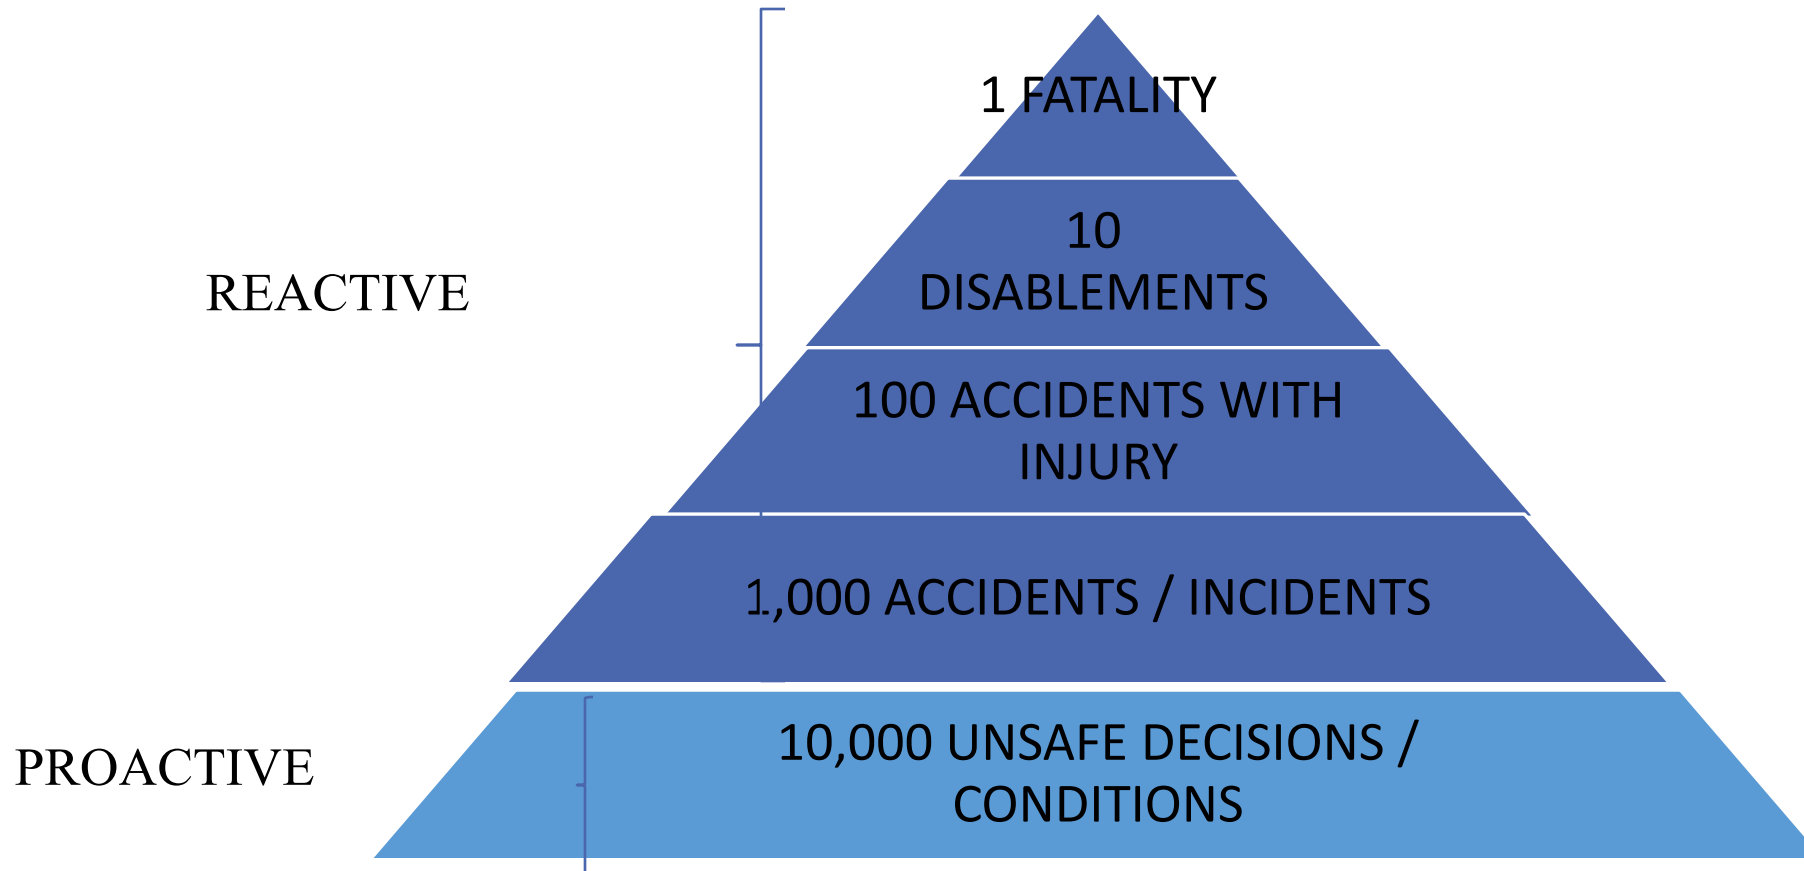 1 FATALITY
10
DISABLEMENTS
REACTIVE
100 ACCIDENTS WITH
INJURY
1,000 ACCIDENTS / INCIDENTS
10,000 UNSAFE DECISIONS /
CONDITIONS
PROACTIVE